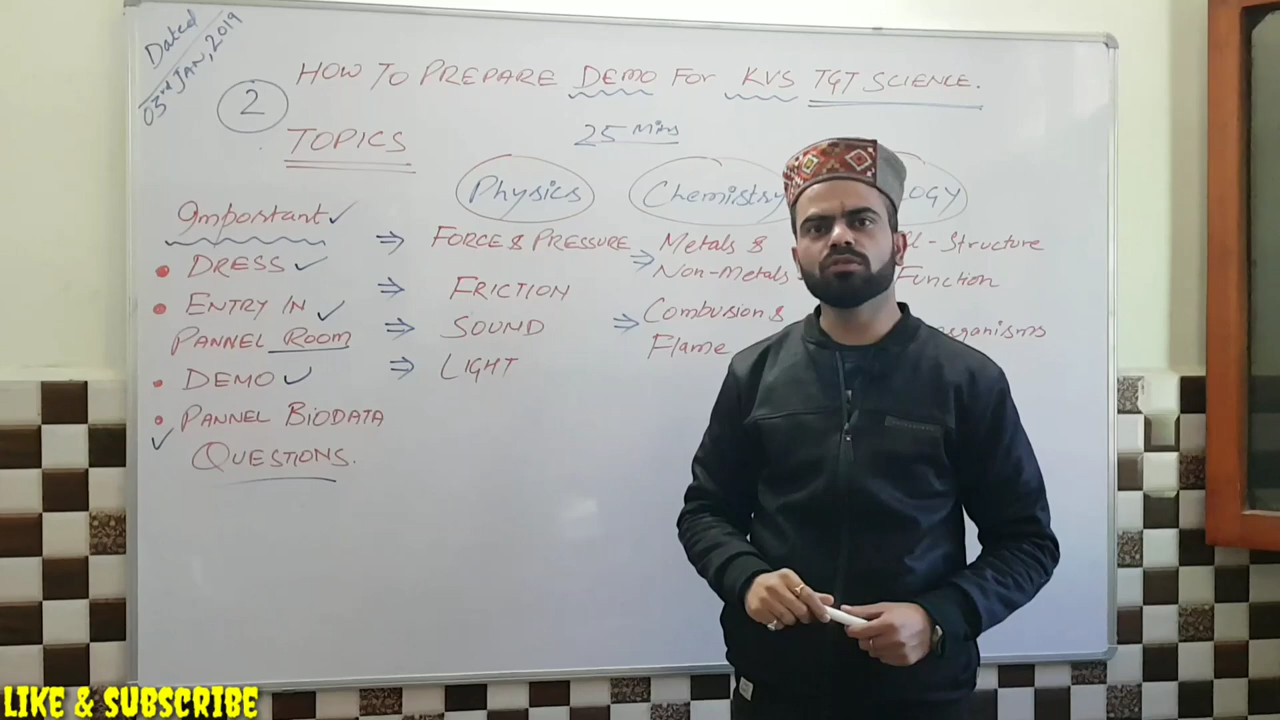 Dated
03rd JAN, 2019
HOW TO PREPARE DEMO FOR KVS TGT SCIENCE.
2
TOPICS
25 Mins
Important
• DRESS
• ENTRY IN
PANNEL ROOM
• DEMO
• PANNEL BIODATA
QUESTIONS.
Physics
⇒ FORCE & PRESSURE
⇒ FRICTION
⇒ SOUND
⇒ LIGHT
Chemistry
⇒ Metals &
Non-Metals
⇒ Combusion &
Flame
OGY
Structure
Function
LIKE & SUBSCRIBE